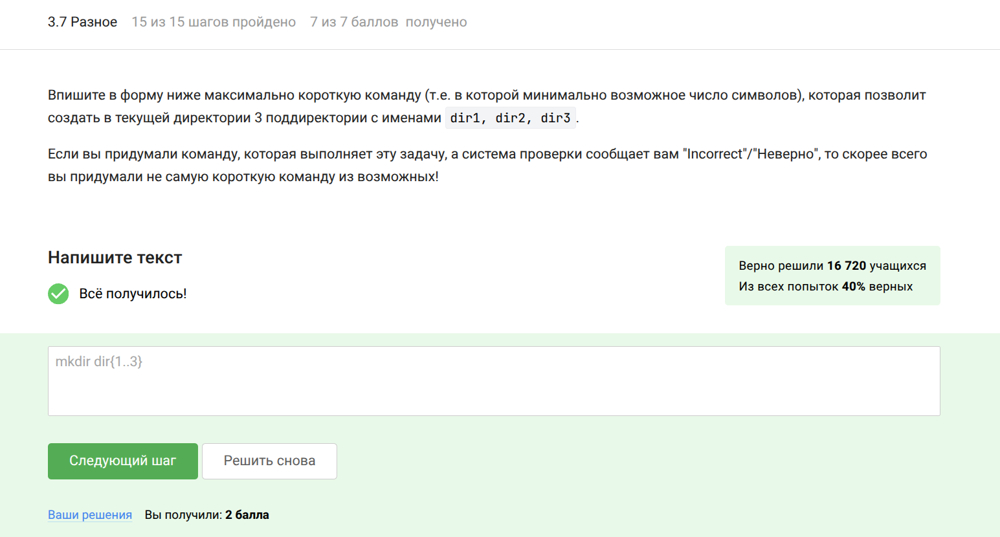 3.7 Разное 15 из 15 шагов пройдено 7 из 7 баллов получено
Впишите в форму ниже максимально короткую команду (т.е. в которой минимально возможное число символов), которая позволит
создать в текущей директории 3 поддиректории с именами dir1, dir2, dir3.
Если вы придумали команду, которая выполняет эту задачу, а система проверки сообщает вам "Incorrect"/"Неверно", то скорее всего
вы придумали не самую короткую команду из возможных!
Напишите текст
Верно решили 16 720 учащихся
Из всех попыток 40% верных
Всё получилось!
mkdir dir{1..3}
Следующий шаг Решить снова
Ваши решения Вы получили: 2 балла